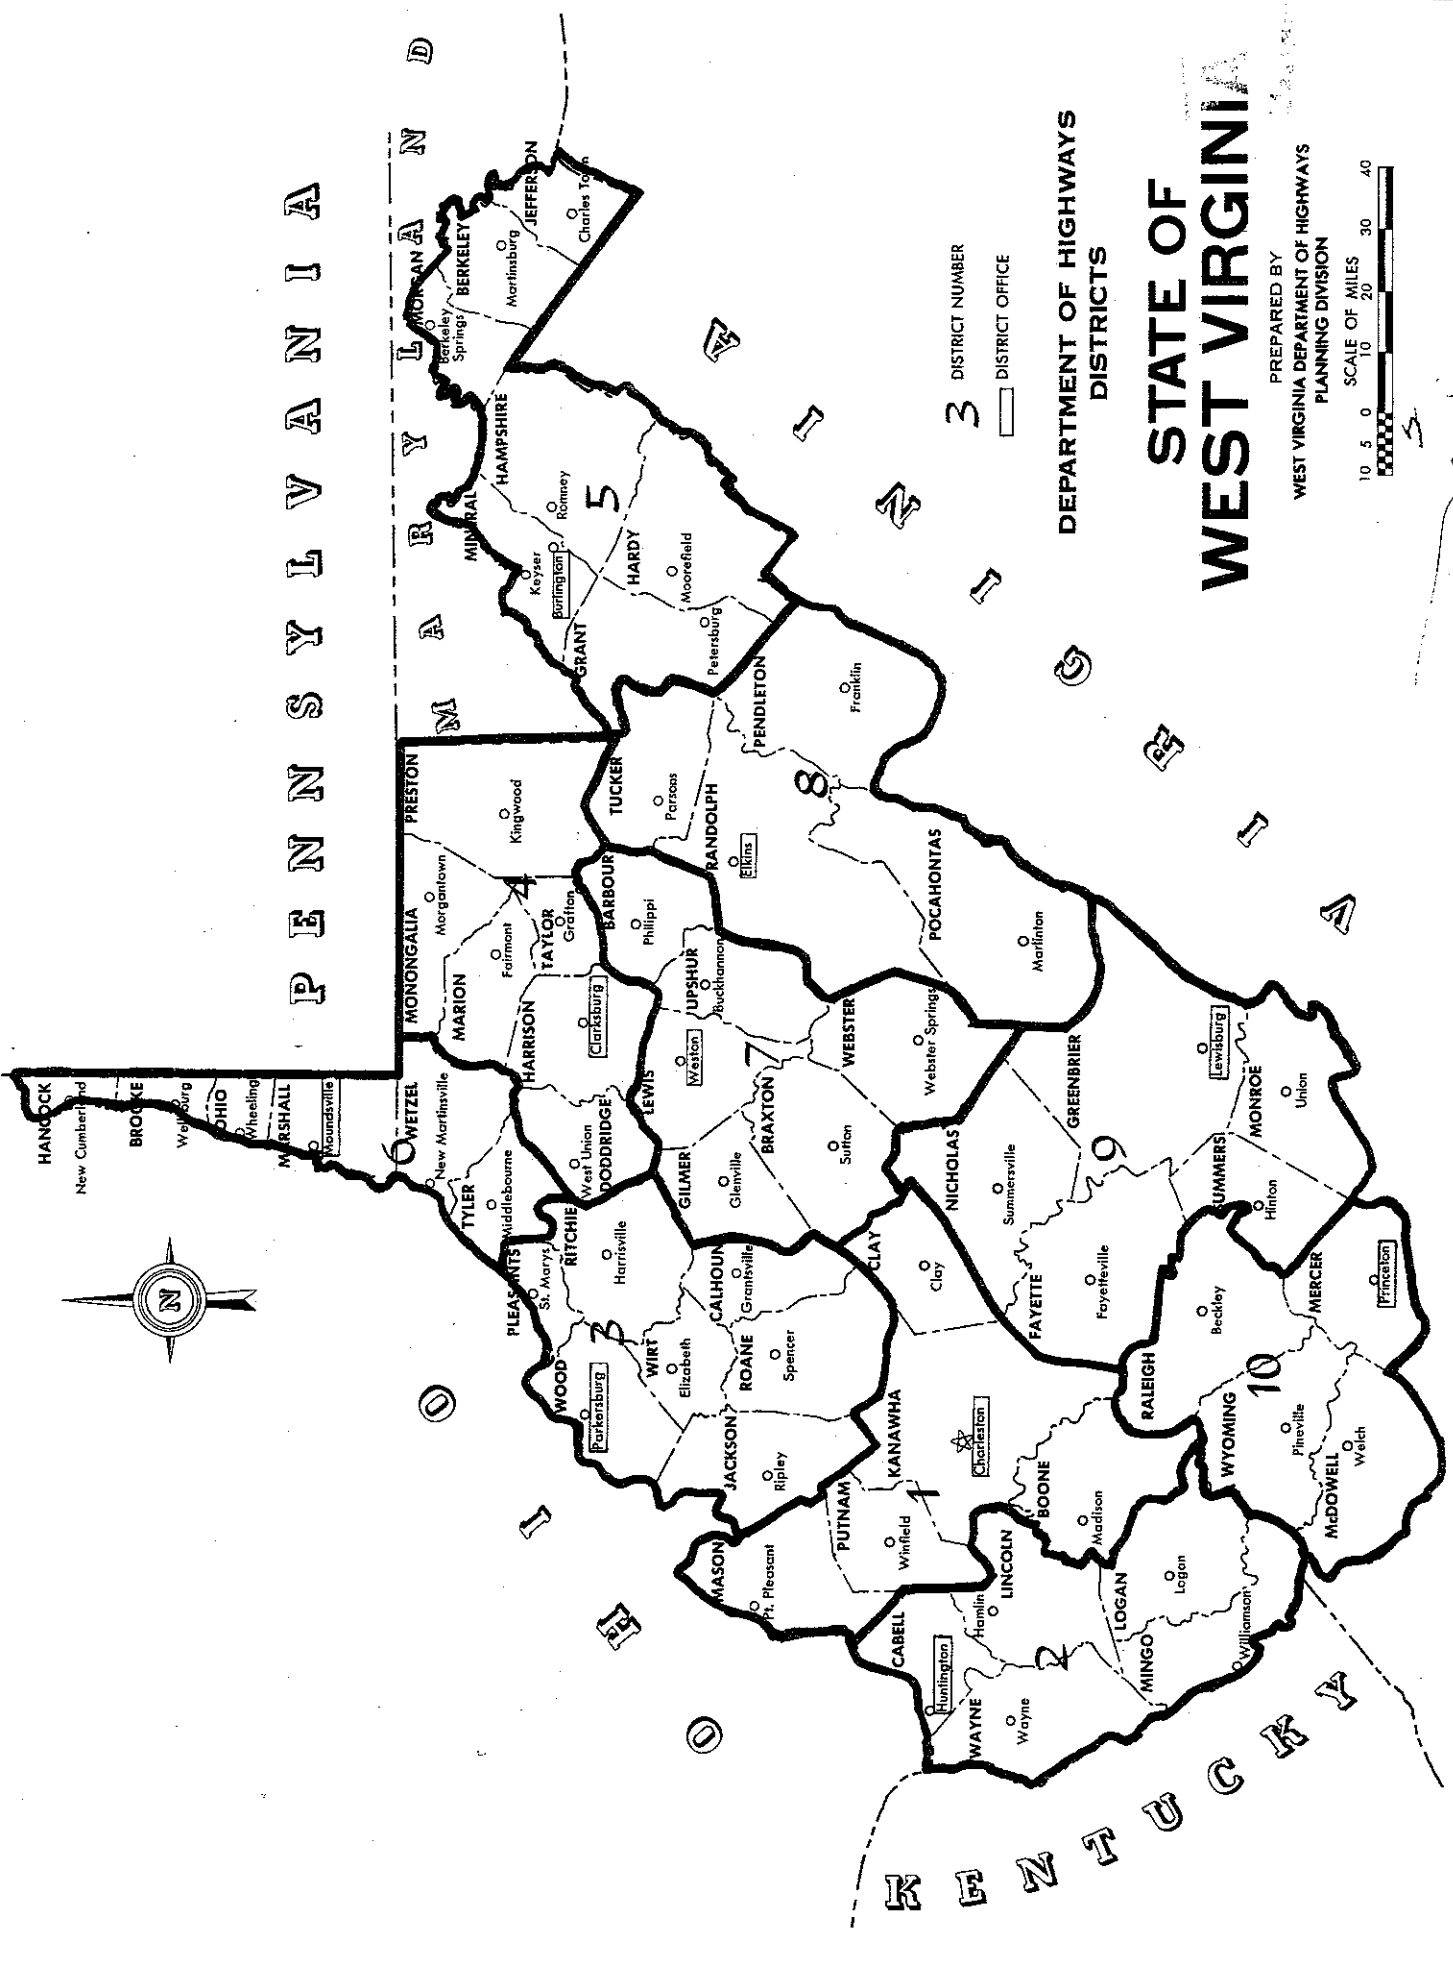 PENNSYLVANIA
MARYLAND
OHIO
KENTUCKY
VIRGINIA
N
HANCOCK
New Cumberland
BROOKE
Wellsburg
OHIO
Wheeling
MARSHALL
Moundsville
6
WETZEL
New Martinsville
TYLER
Middlebourne
PLEASANTS
St. Marys
RITCHIE
Harrisville
WOOD
Parkersburg
3
WIRT
Elizabeth
CALHOUN
Grantsville
ROANE
Spencer
JACKSON
Ripley
MONONGALIA
Morgantown
PRESTON
Kingwood
MARION
Fairmont
4
TAYLOR
Grafton
HARRISON
Clarksburg
DODDRIDGE
West Union
BARBOUR
Philippi
UPSHUR
Buckhannon
LEWIS
Weston
7
GILMER
Glenville
BRAXTON
Sutton
WEBSTER
Webster Springs
TUCKER
Parsons
RANDOLPH
Elkins
8
PENDLETON
Franklin
POCAHONTAS
Marlinton
MORGAN
Berkeley
Springs
BERKELEY
Martinsburg
JEFFERSON
Charles Town
HAMPSHIRE
Romney
MINERAL
Keyser
Burlington
5
HARDY
Moorefield
GRANT
Petersburg
MASON
Pt. Pleasant
PUTNAM
Winfield
1
KANAWHA
Charleston
CLAY
Clay
BOONE
Madison
CABELL
Huntington
LINCOLN
Hamlin
2
WAYNE
Wayne
LOGAN
Logan
MINGO
Williamson
NICHOLAS
Summersville
9
FAYETTE
Fayetteville
GREENBRIER
Lewisburg
SUMMERS
Hinton
MONROE
Union
RALEIGH
Beckley
10
WYOMING
Pineville
McDOWELL
Welch
MERCER
Princeton
3 DISTRICT NUMBER
DISTRICT OFFICE
DEPARTMENT OF HIGHWAYS
DISTRICTS
STATE OF
WEST VIRGINIA
PREPARED BY
WEST VIRGINIA DEPARTMENT OF HIGHWAYS
PLANNING DIVISION
SCALE OF MILES
10 5 0 10 20 30 40